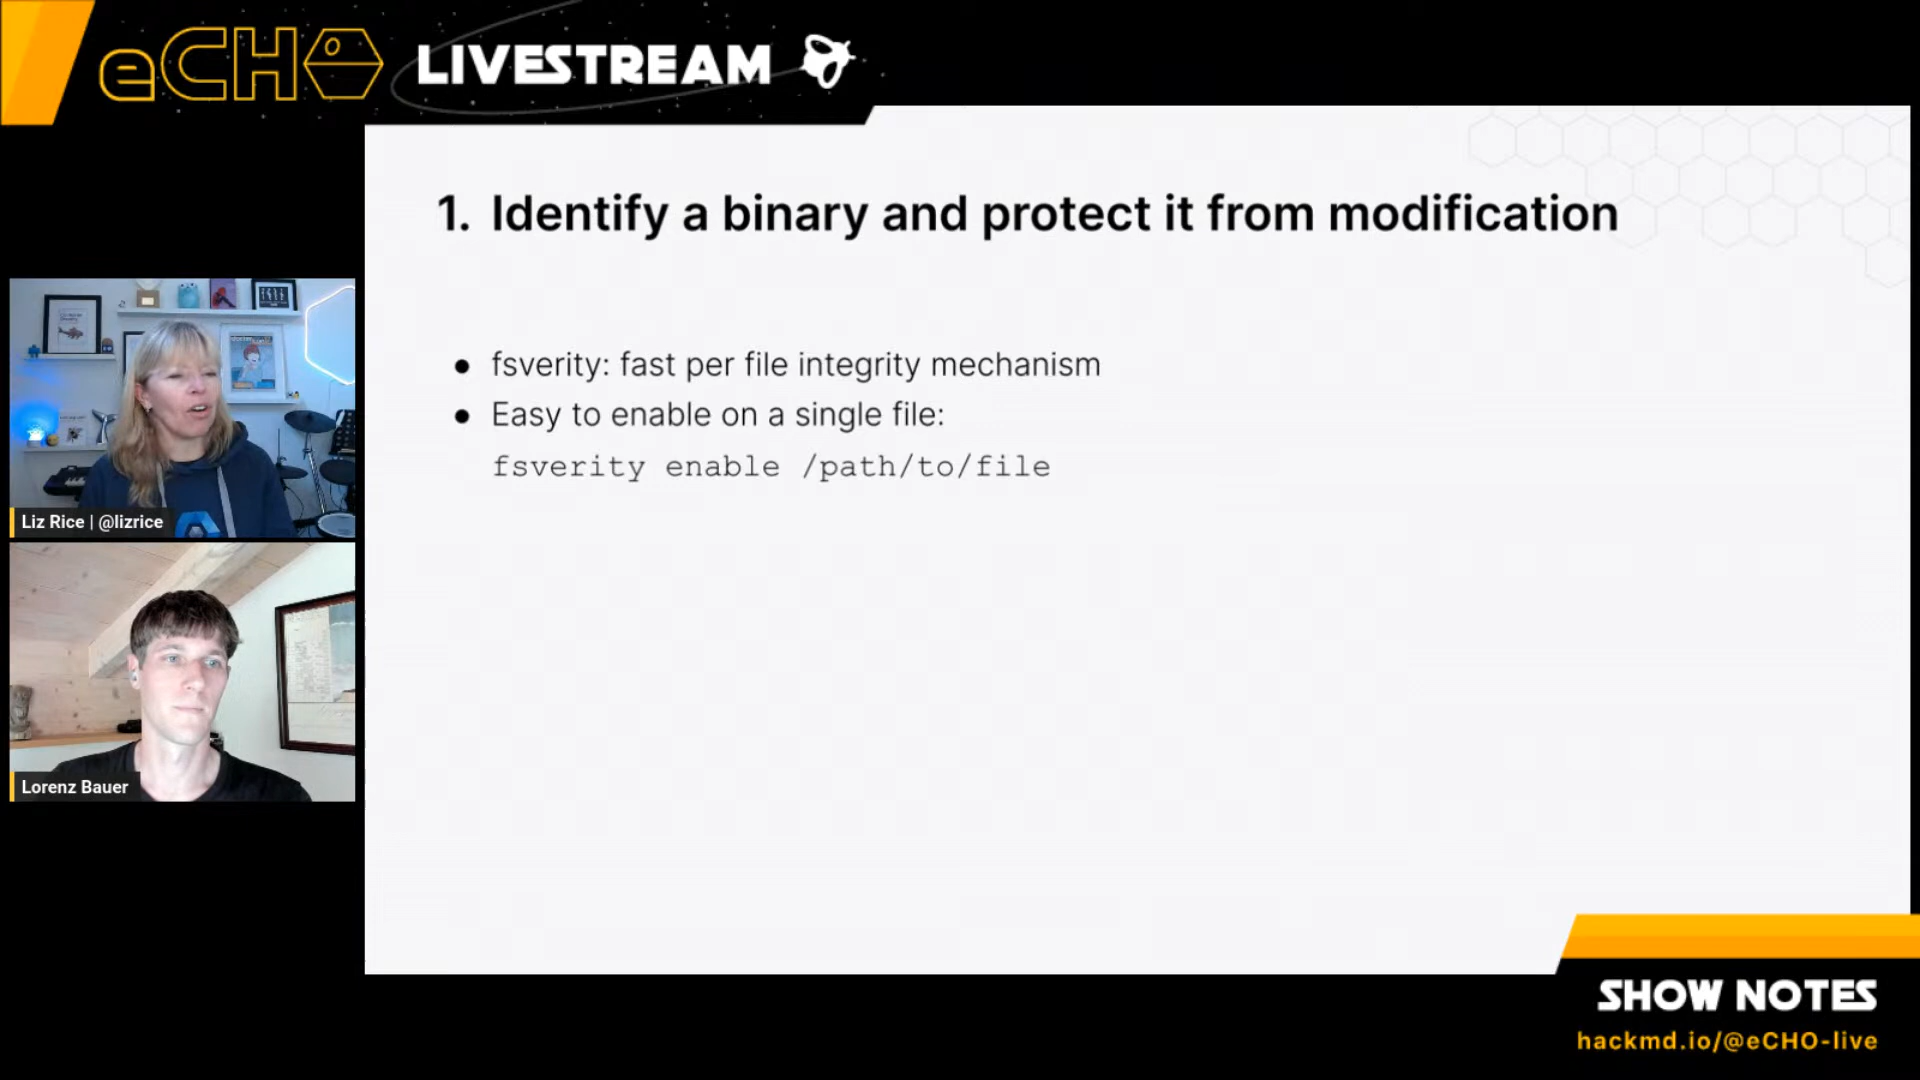 eCHO LIVESTREAM
1. Identify a binary and protect it from modification
● fsverity: fast per file integrity mechanism
● Easy to enable on a single file:
fsverity enable /path/to/file
Liz Rice | @lizrice
Lorenz Bauer
SHOW NOTES
hackmd.io/@eCHO-live